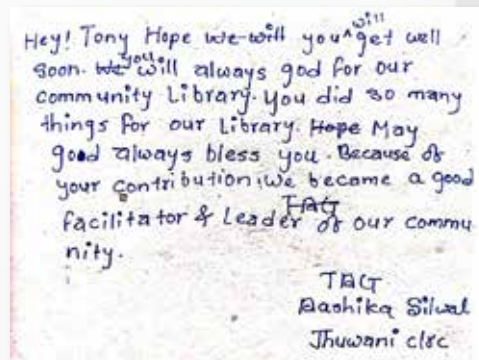 Hey! Tony Hope we will you will get well
soon. We you will always god for our
community Library. you did so many
things for our Library. Hope May
good always bless you. Because of
your contribution, we became a good
facilitator & Leader TAG of our commu
nity.
TAG
Aashika Silwal
Jhuwani clrc